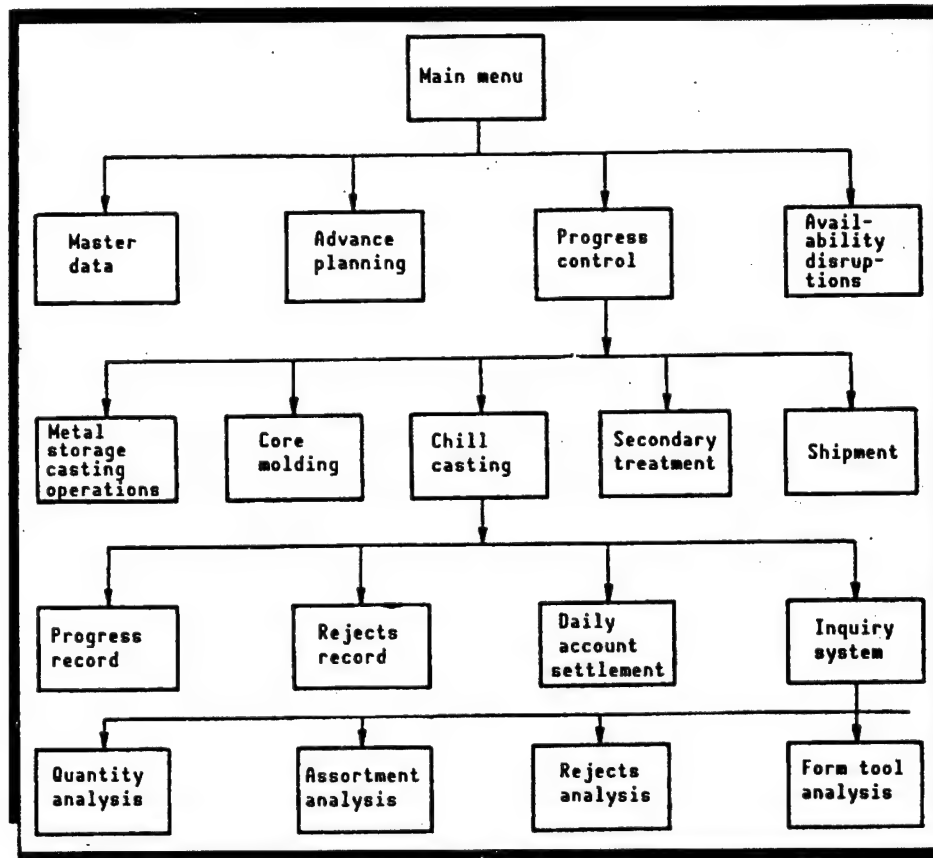 Main menu
Master
data
Advance
planning
Progress
control
Avail-
ability
disrup-
tions
Metal
storage
casting
operations
Core
molding
Chill
casting
Secondary
treatment
Shipment
Progress
record
Rejects
record
Daily
account
settlement
Inquiry
system
Quantity
analysis
Assortment
analysis
Rejects
analysis
Form tool
analysis